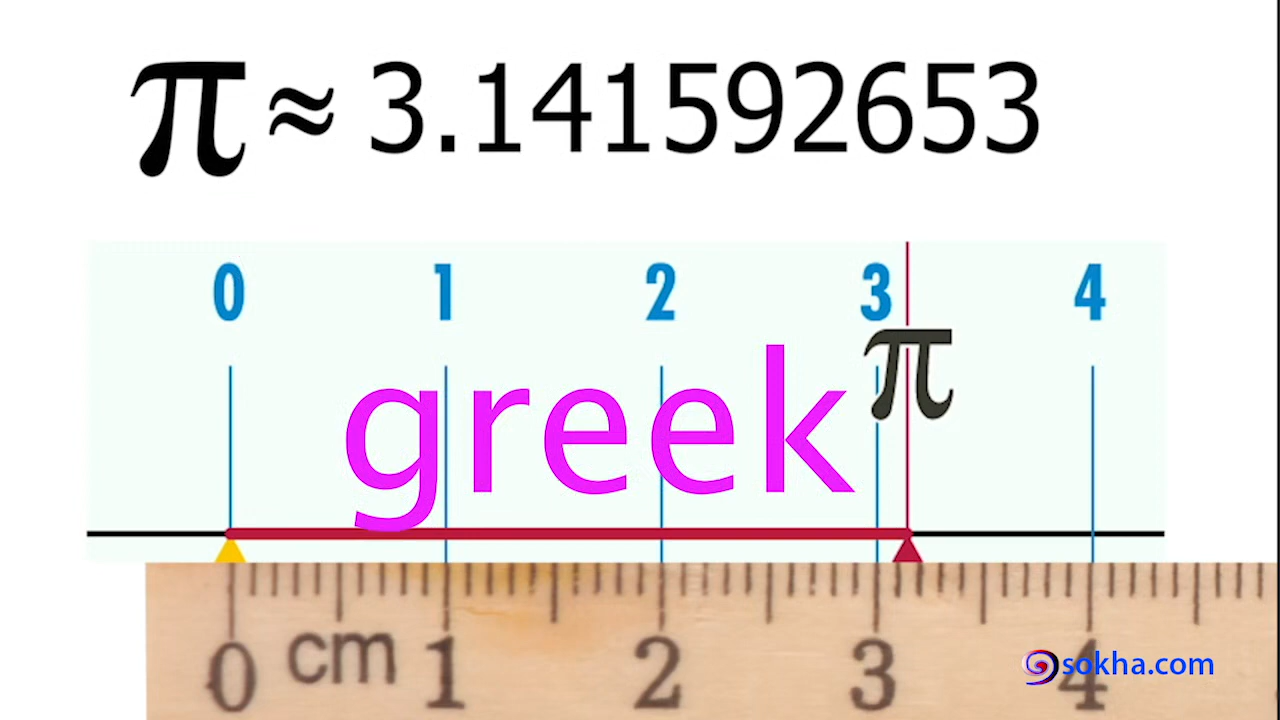 π ≈ 3.141592653
0 1 2 3 4
π
greek
0 cm 1 2 3 4
sokha.com